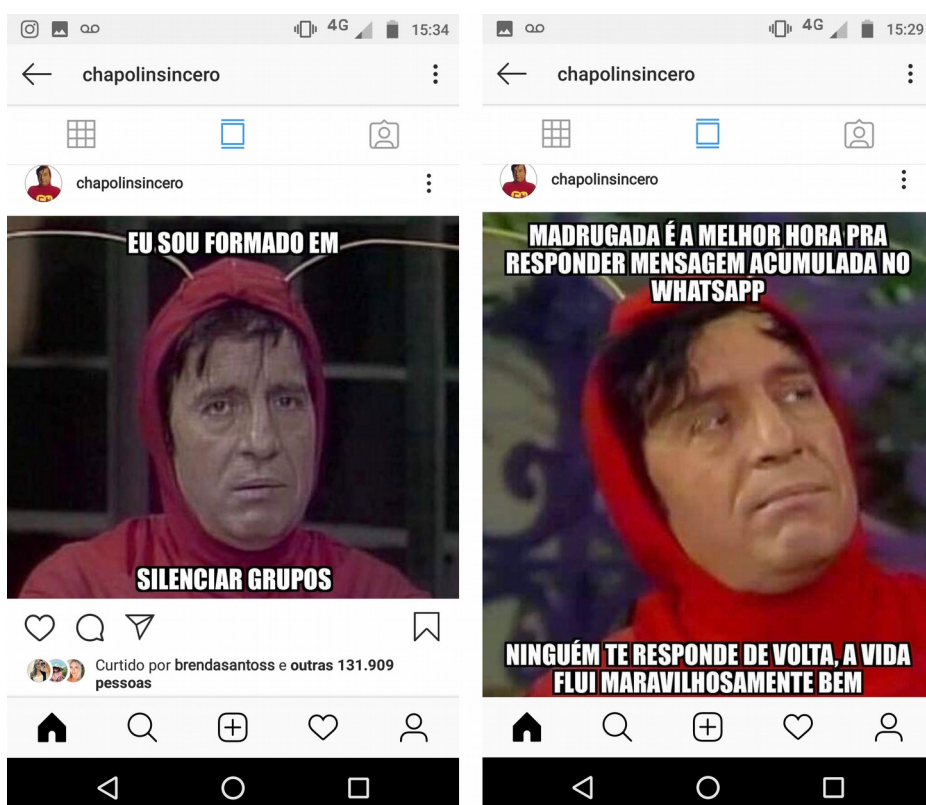 4G 15:34
chapolinsincero
chapolinsincero
EU SOU FORMADO EM
SILENCIAR GRUPOS
Curtido por brendasantoss e outras 131.909
pessoas
4G 15:29
chapolinsincero
chapolinsincero
MADRUGADA É A MELHOR HORA PRA
RESPONDER MENSAGEM ACUMULADA NO
WHATSAPP
NINGUÉM TE RESPONDE DE VOLTA, A VIDA
FLUI MARAVILHOSAMENTE BEM